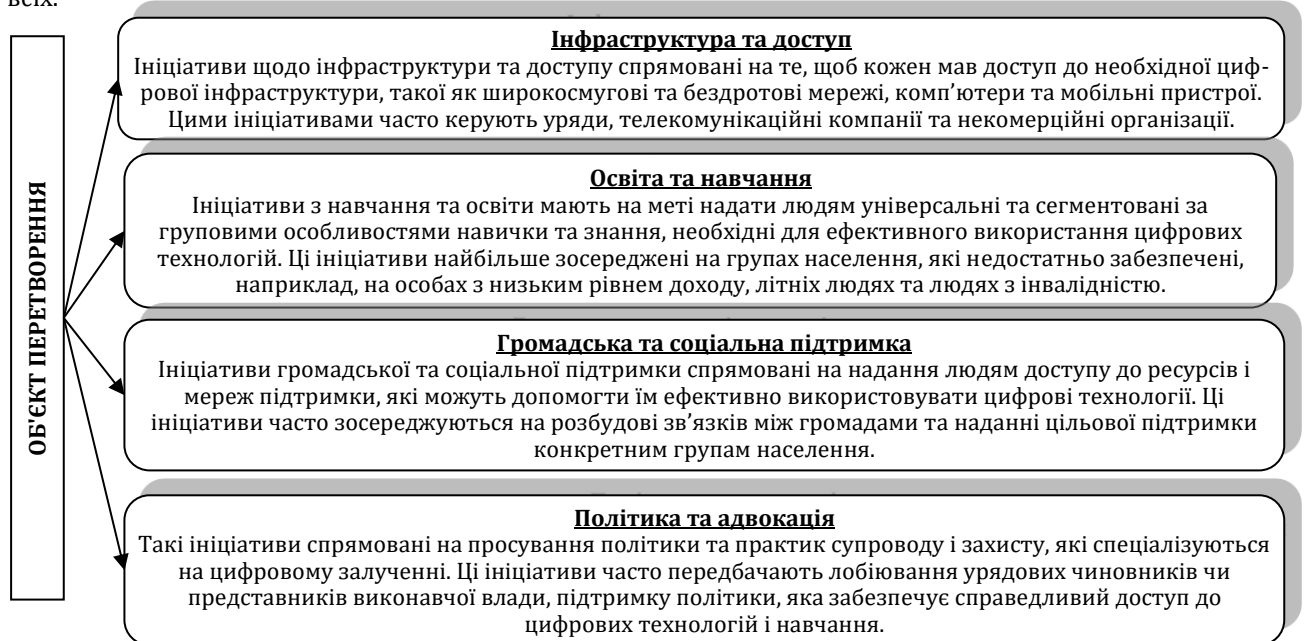 всіх.
ОБ'ЄКТ ПЕРЕТВОРЕННЯ
Інфраструктура та доступ
Ініціативи щодо інфраструктури та доступу спрямовані на те, щоб кожен мав доступ до необхідної циф-
рової інфраструктури, такої як широкосмугові та бездротові мережі, комп’ютери та мобільні пристрої.
Цими ініціативами часто керують уряди, телекомунікаційні компанії та некомерційні організації.
Освіта та навчання
Ініціативи з навчання та освіти мають на меті надати людям універсальні та сегментовані за
груповими особливостями навички та знання, необхідні для ефективного використання цифрових
технологій. Ці ініціативи найбільше зосереджені на групах населення, які недостатньо забезпечені,
наприклад, на особах з низьким рівнем доходу, літніх людях та людях з інвалідністю.
Громадська та соціальна підтримка
Ініціативи громадської та соціальної підтримки спрямовані на надання людям доступу до ресурсів і
мереж підтримки, які можуть допомогти їм ефективно використовувати цифрові технології. Ці
ініціативи часто зосереджуються на розбудові зв’язків між громадами та наданні цільової підтримки
конкретним групам населення.
Політика та адвокація
Такі ініціативи спрямовані на просування політики та практик супроводу і захисту, які спеціалізуються
на цифровому залученні. Ці ініціативи часто передбачають лобіювання урядових чиновників чи
представників виконавчої влади, підтримку політики, яка забезпечує справедливий доступ до
цифрових технологій і навчання.